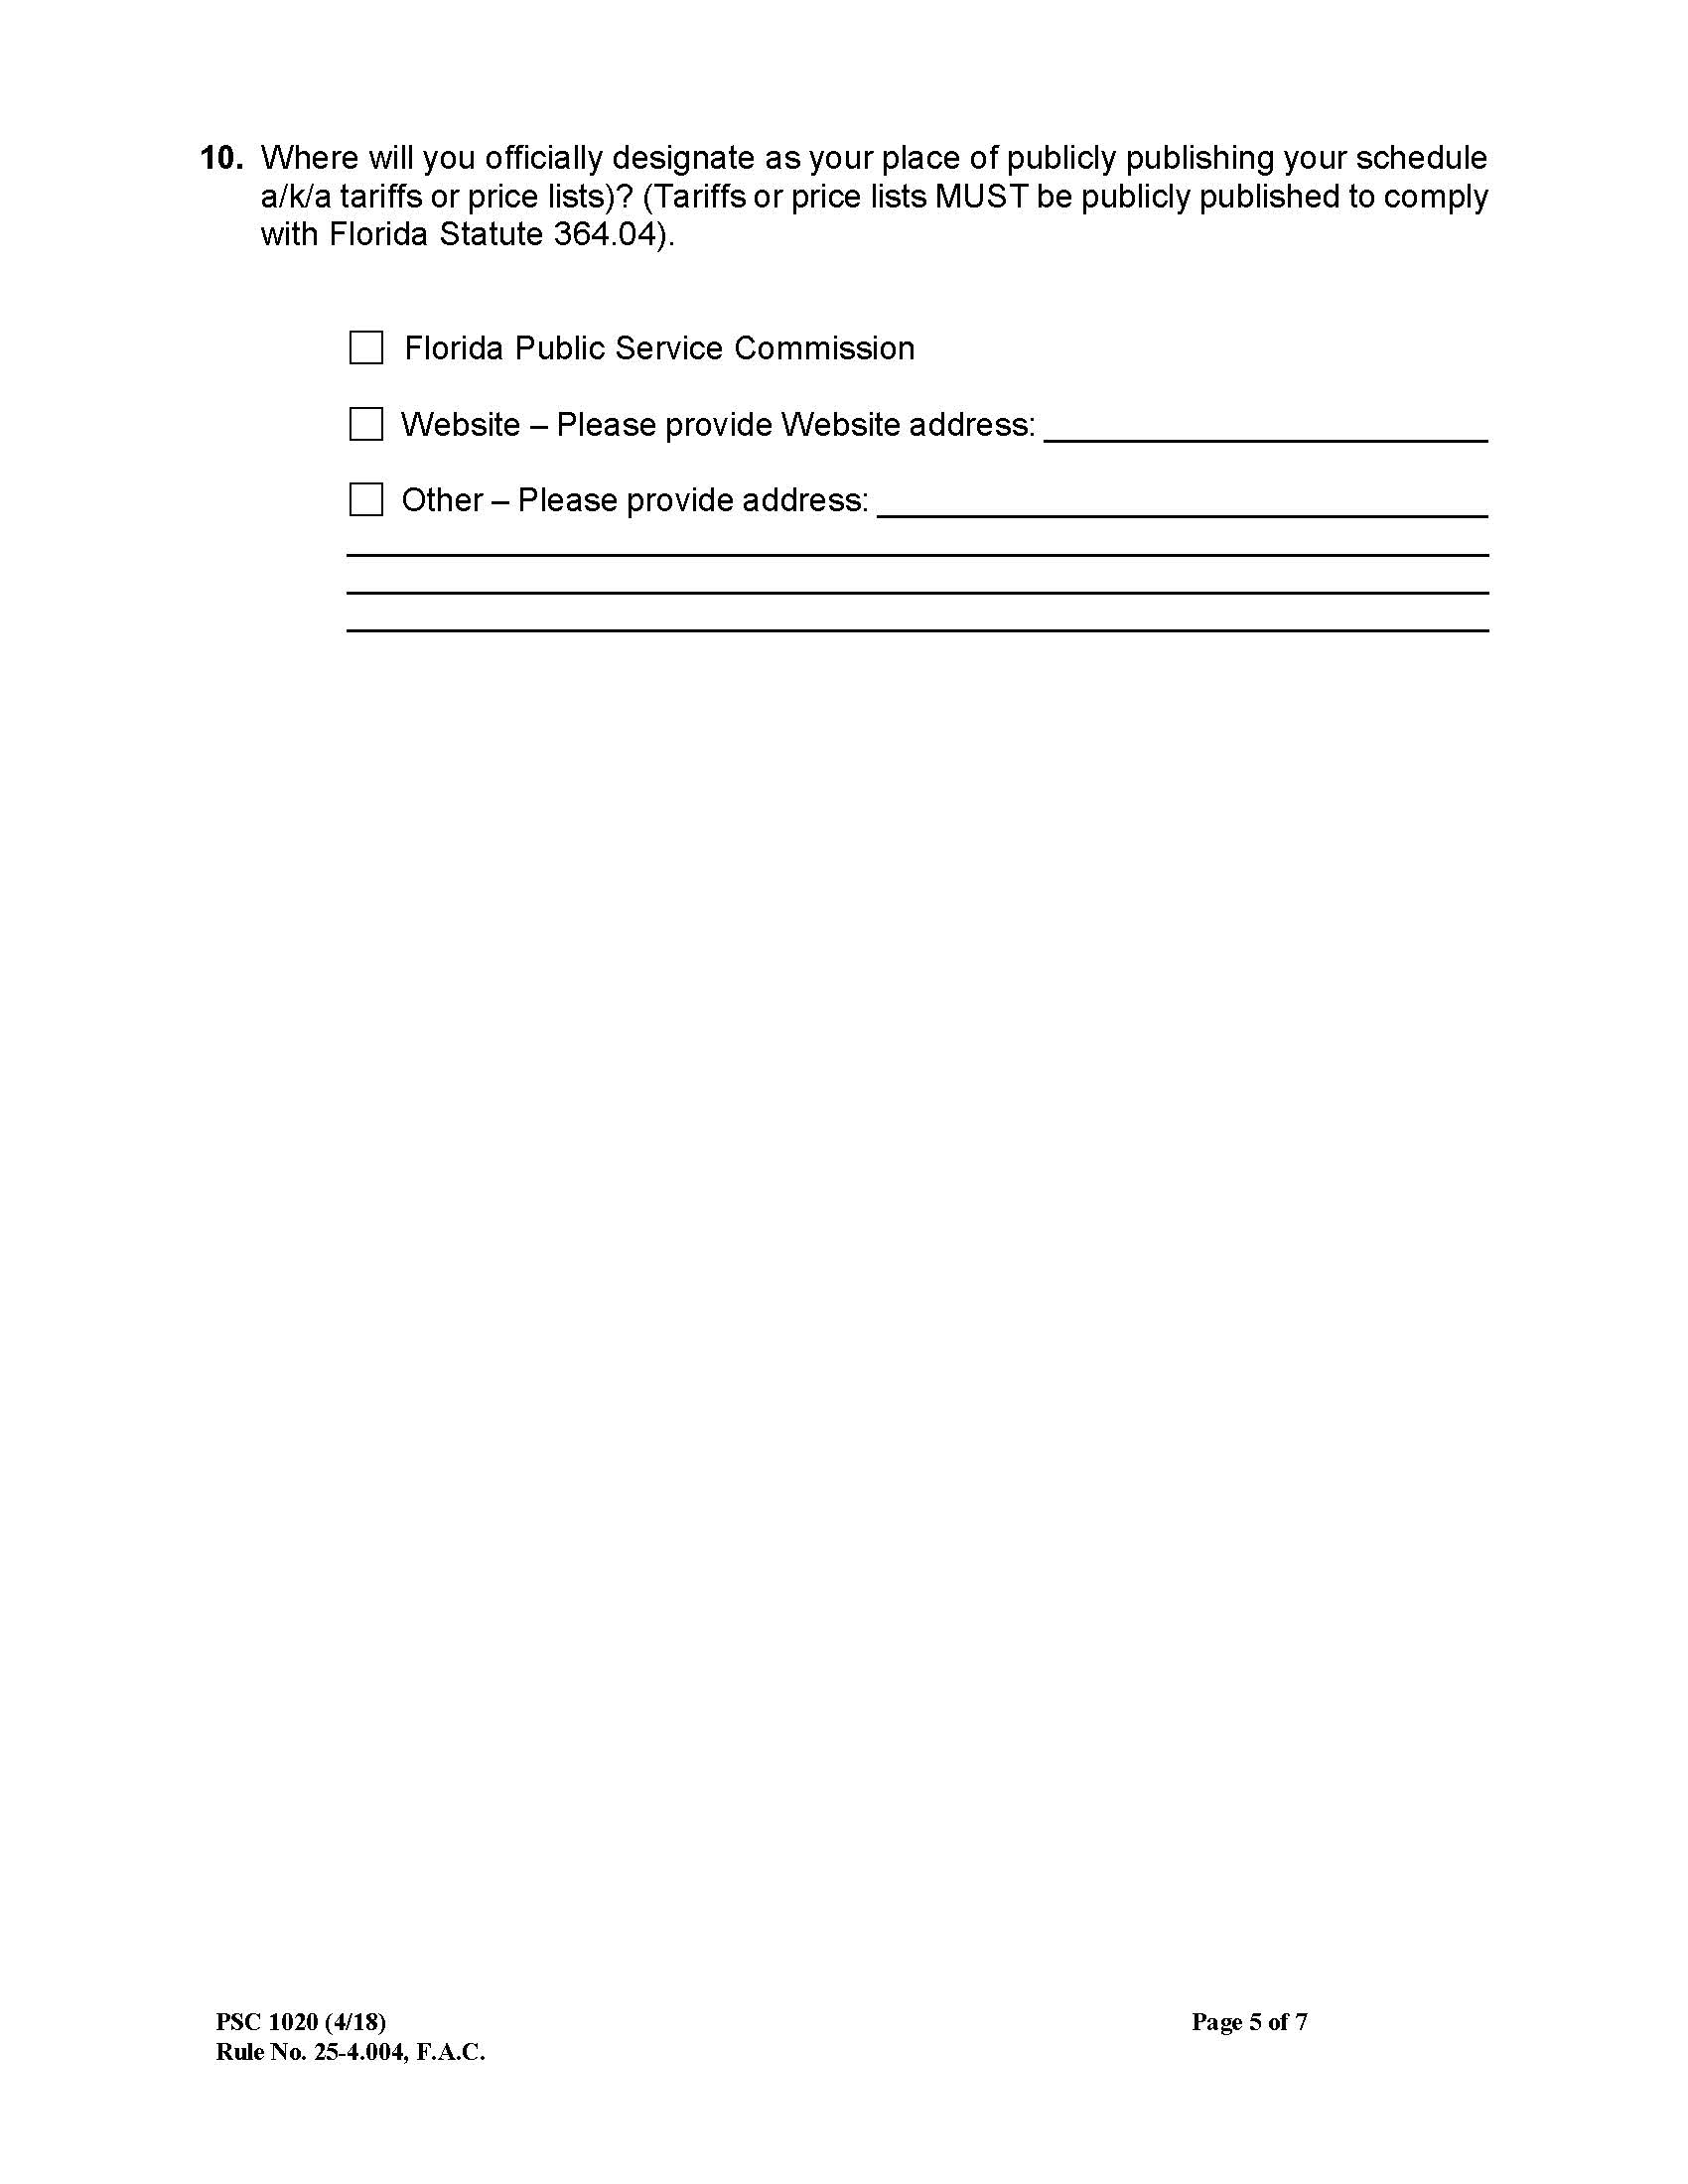 10. Where will you officially designate as your place of publicly publishing your schedule
a/k/a tariffs or price lists)? (Tariffs or price lists MUST be publicly published to comply
with Florida Statute 364.04).
Florida Public Service Commission
Website – Please provide Website address:
Other – Please provide address:
PSC 1020 (4/18) Page 5 of 7
Rule No. 25-4.004, F.A.C.